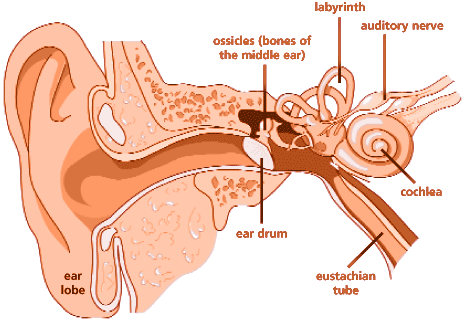 labyrinth
auditory nerve
ossicles (bones of
the middle ear)
cochlea
ear drum
ear
lobe
eustachian
tube